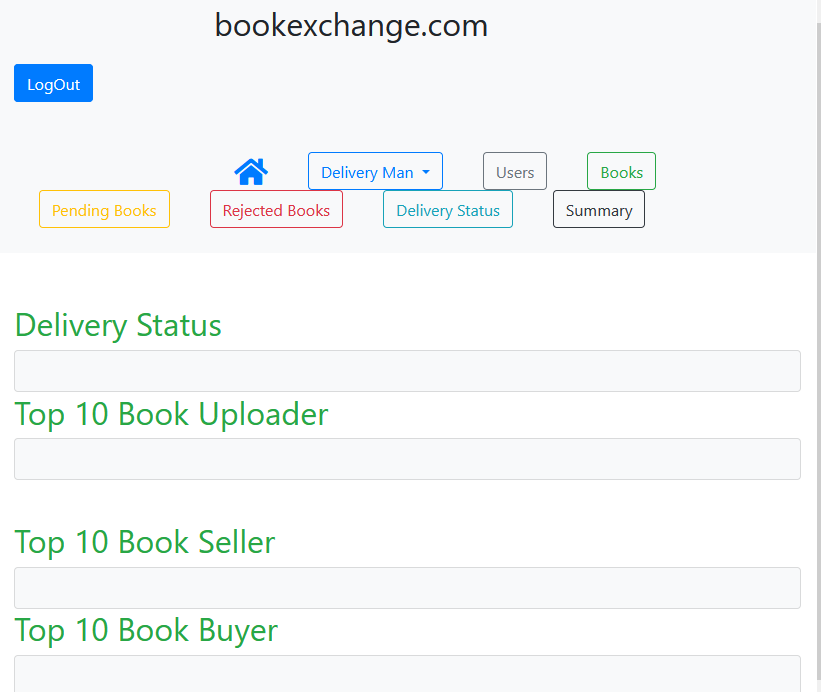 bookexchange.com
LogOut
Delivery Man Users Books
Pending Books Rejected Books Delivery Status Summary
Delivery Status
Top 10 Book Uploader
Top 10 Book Seller
Top 10 Book Buyer